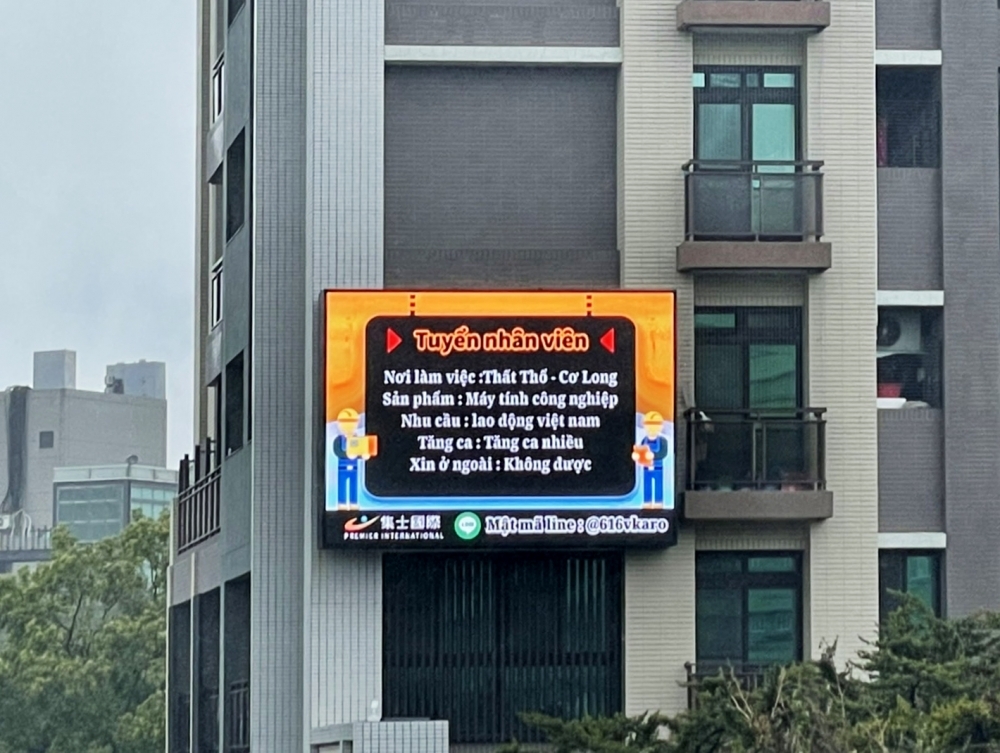 Tuyển nhân viên
Nơi làm việc :Thất Thổ - Cơ Long
Sản phẩm : Máy tính công nghiệp
Nhu cầu : lao động việt nam
Tăng ca : Tăng ca nhiều
Xin ở ngoài : Không được
集士國際
PREMIER INTERNATIONAL
LINE
Mật mã line : @616vkaro